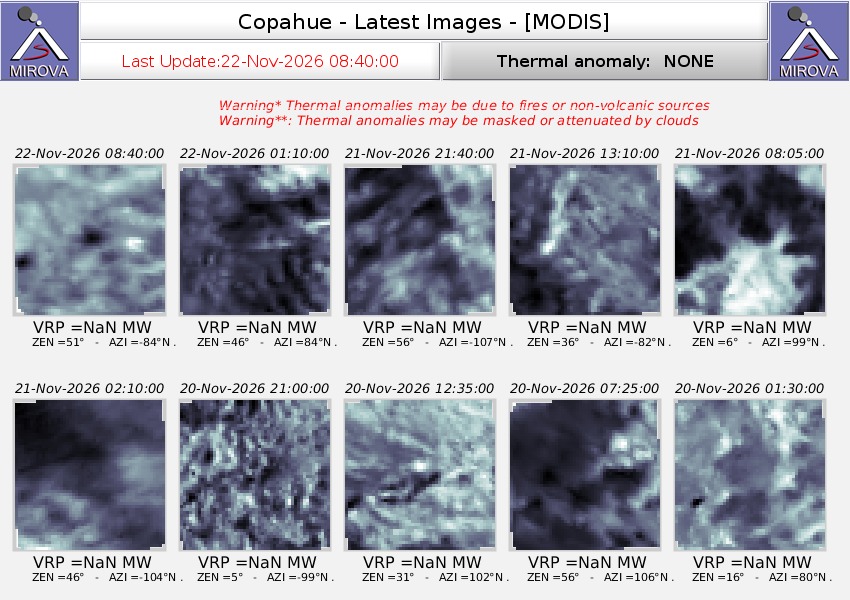 Copahue - Latest Images - [MODIS]
MIROVA
Last Update:22-Nov-2026 08:40:00
Thermal anomaly: NONE
MIROVA
Warning* Thermal anomalies may be due to fires or non-volcanic sources
Warning**: Thermal anomalies may be masked or attenuated by clouds
22-Nov-2026 08:40:00 22-Nov-2026 01:10:00 21-Nov-2026 21:40:00 21-Nov-2026 13:10:00 21-Nov-2026 08:05:00
VRP =NaN MW VRP =NaN MW VRP =NaN MW VRP =NaN MW VRP =NaN MW
ZEN =51° - AZI =-84°N . ZEN =46° - AZI =84°N . ZEN =56° - AZI =-107°N . ZEN =36° - AZI =-82°N . ZEN =6° - AZI =99°N .
21-Nov-2026 02:10:00 20-Nov-2026 21:00:00 20-Nov-2026 12:35:00 20-Nov-2026 07:25:00 20-Nov-2026 01:30:00
VRP =NaN MW VRP =NaN MW VRP =NaN MW VRP =NaN MW VRP =NaN MW
ZEN =46° - AZI =-104°N . ZEN =5° - AZI =-99°N . ZEN =31° - AZI =102°N . ZEN =56° - AZI =106°N . ZEN =16° - AZI =80°N .